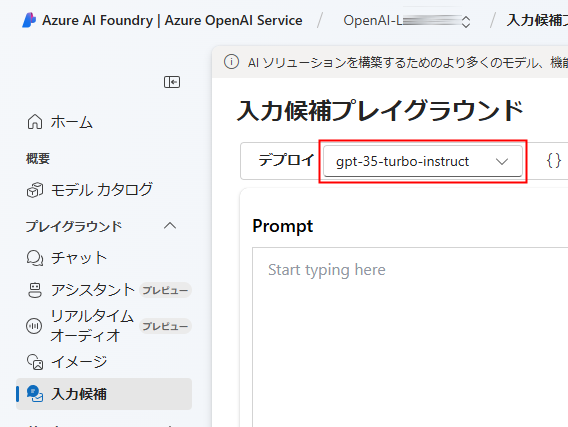 Azure AI Foundry | Azure OpenAI Service / OpenAI-L / 入力候補プ
AI ソリューションを構築するためのより多くのモデル、機能
ホーム
概要
モデル カタログ
プレイグラウンド
チャット
アシスタント プレビュー
リアルタイム
オーディオ プレビュー
イメージ
入力候補
入力候補プレイグラウンド
デプロイ gpt-35-turbo-instruct {}
Prompt
Start typing here